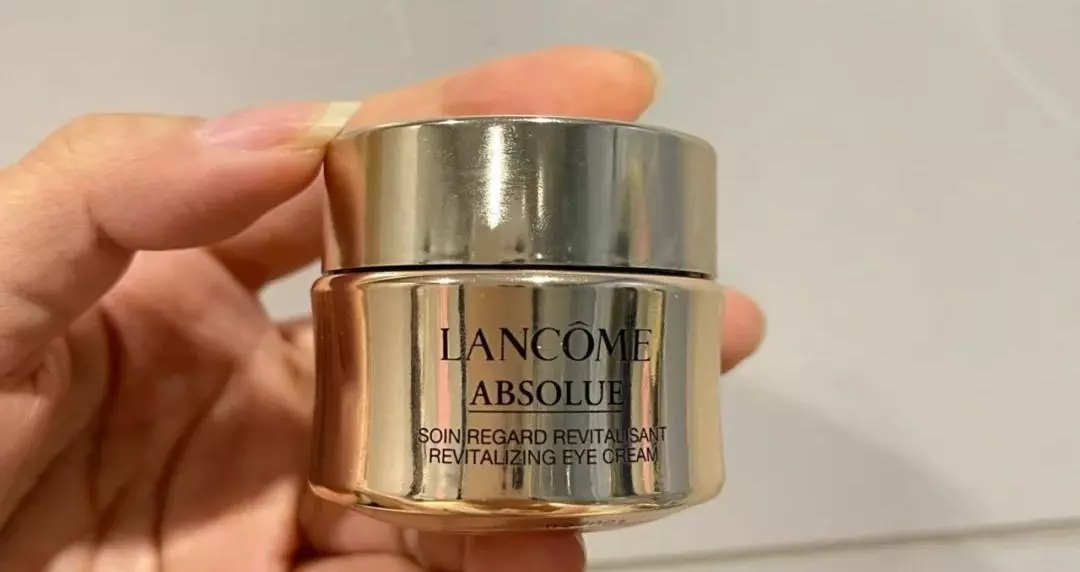 LANCÔME
ABSOLUE
SOIN REGARD REVITALISANT
REVITALIZING EYE CREAM